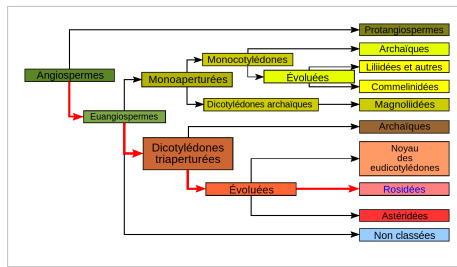 Protangiospermes
Archaïques
Monocotylédones
Liliidées et autres
Angiospermes
Monoaperturées
Évoluées
Commelinidées
Euangiospermes
Dicotylédones archaïques
Magnoliidées
Archaïques
Dicotylédones
triaperturées
Noyau
des
eudicotylédones
Évoluées
Rosidées
Astéridées
Non classées